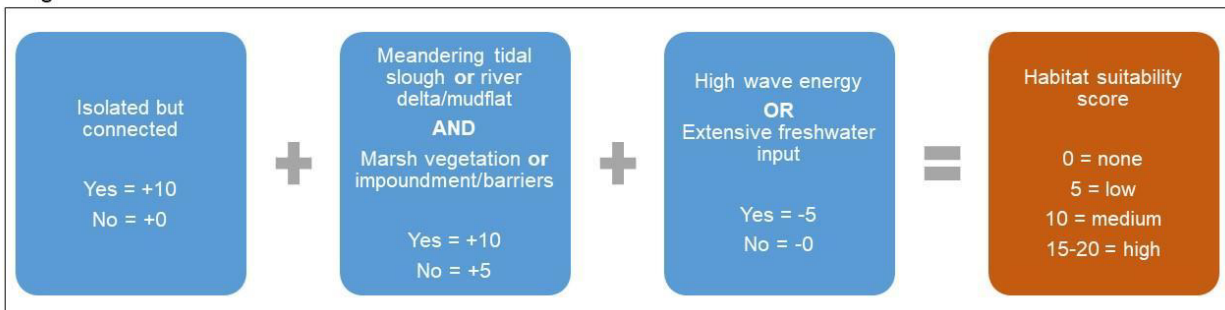 Isolated but
connected
Yes = +10
No = +0
Meandering tidal
slough or river
delta/mudflat
AND
Marsh vegetation or
impoundment/barriers
Yes = +10
No = +5
High wave energy
OR
Extensive freshwater
input
Yes = -5
No = -0
Habitat suitability
score
0 = none
5 = low
10 = medium
15-20 = high